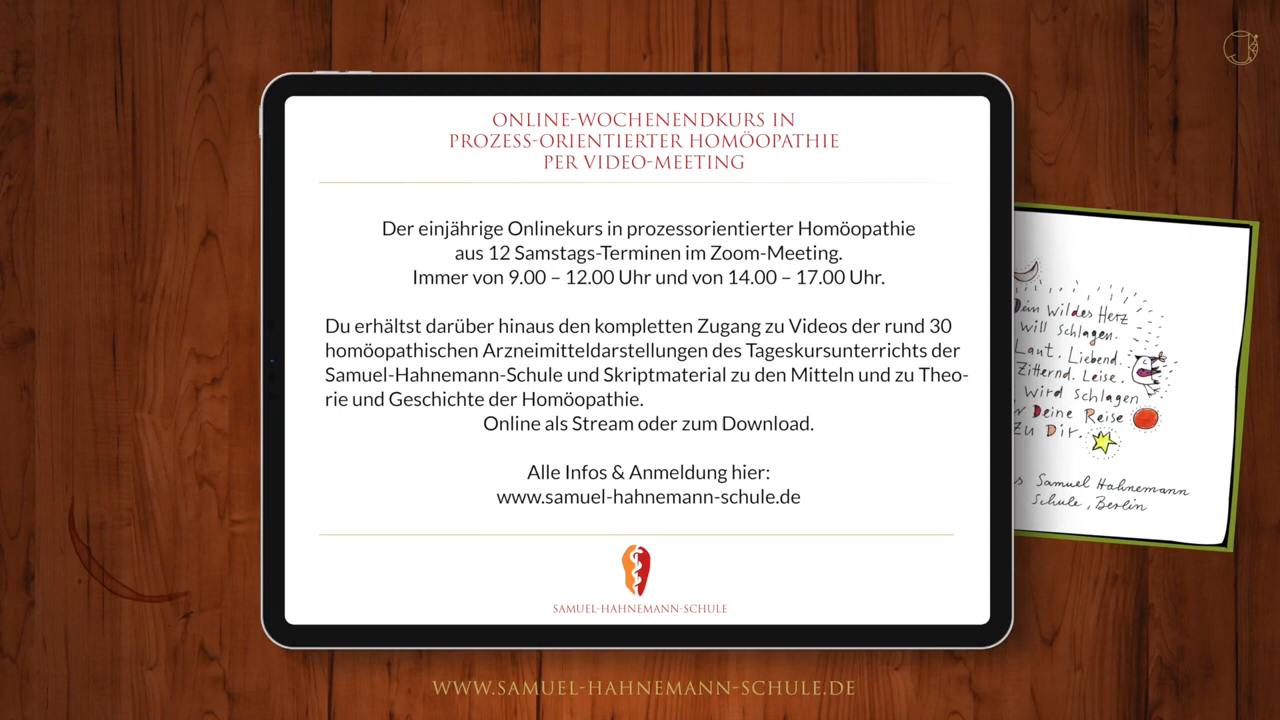 ONLINE-WOCHENENDKURS IN
PROZESS-ORIENTIERTER HOMÖOPATHIE
PER VIDEO-MEETING
Der einjährige Onlinekurs in prozessorientierter Homöopathie
aus 12 Samstags-Terminen im Zoom-Meeting.
Immer von 9.00 – 12.00 Uhr und von 14.00 – 17.00 Uhr.
Du erhältst darüber hinaus den kompletten Zugang zu Videos der rund 30
homöopathischen Arzneimitteldarstellungen des Tageskursunterrichts der
Samuel-Hahnemann-Schule und Skriptmaterial zu den Mitteln und zu Theo-
rie und Geschichte der Homöopathie.
Online als Stream oder zum Download.
Alle Infos & Anmeldung hier:
www.samuel-hahnemann-schule.de
SAMUEL-HAHNEMANN-SCHULE
Dein wildes Herz
will schlagen.
Laut. Liebend.
Zitternd. Leise.
wird schlagen
Deine Reise
Zu Dir.
Samuel Hahnemann
Schule, Berlin
WWW.SAMUEL-HAHNEMANN-SCHULE.DE